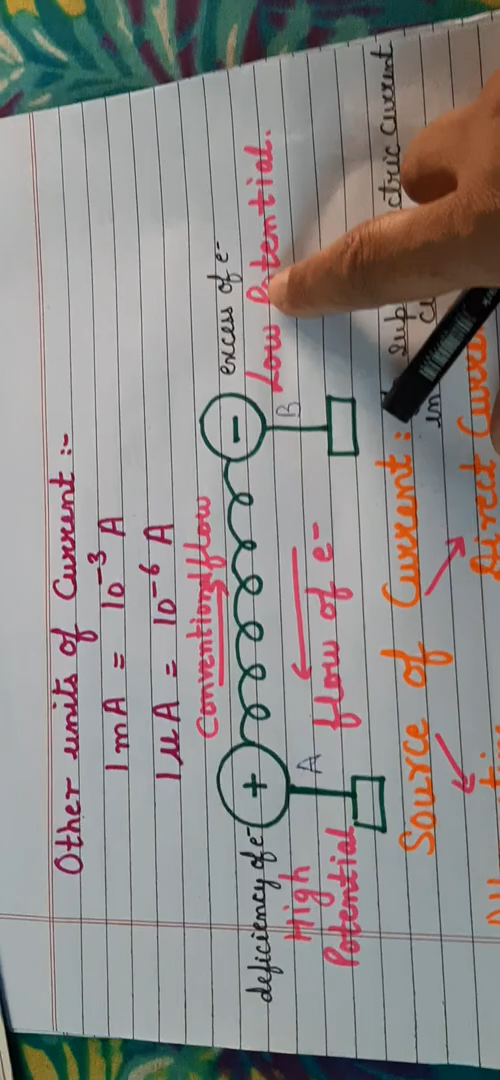 Other units of Current :-
1 mA = 10⁻³ A
1 μA = 10⁻⁶ A
Conventional flow
deficiency of e⁻
+
-
excess of e⁻
High
Potential
A
B
Low Potential.
flow of e⁻
Source of Current :
ctric current
Direct